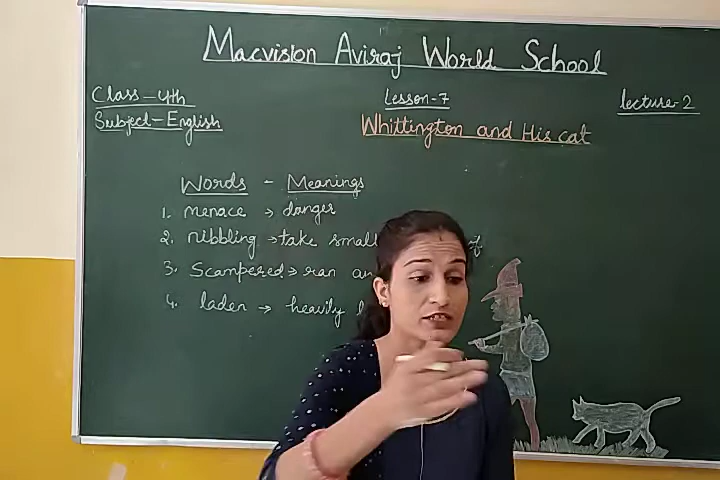 Macvision Aviraj World School
Class-4th
Lesson-7
lecture-2
Subject-English
Whittington and His cat
Words - Meanings
1. menace → danger
2. nibbling → take small of
3. Scampered → ran
4. laden → heavily